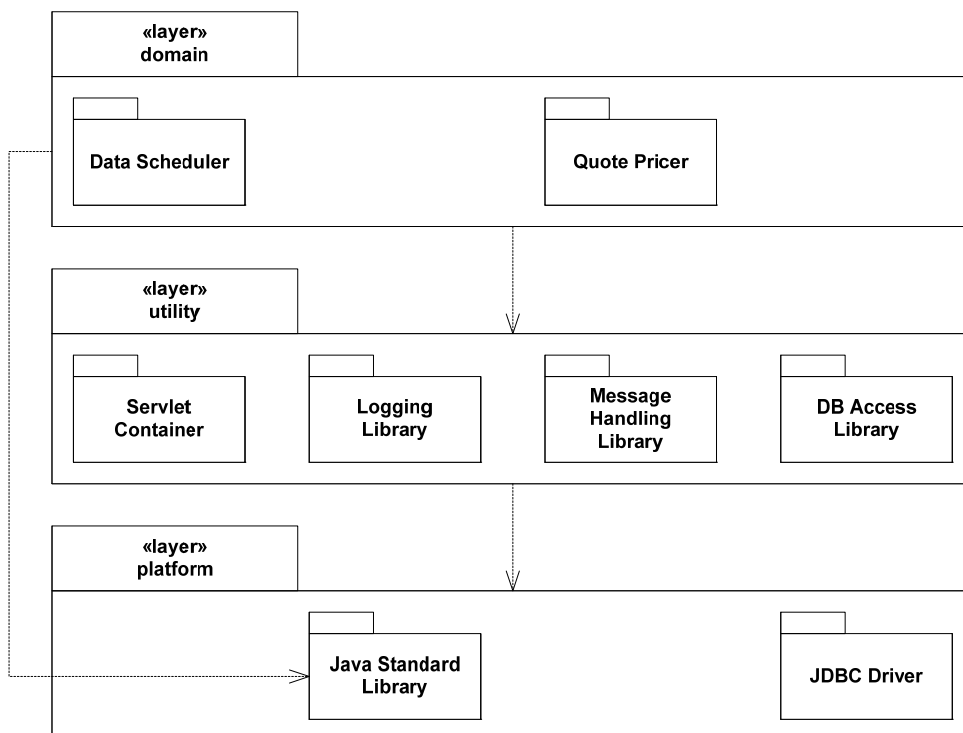 «layer»
domain
Data Scheduler
Quote Pricer
«layer»
utility
Servlet
Container
Logging
Library
Message
Handling
Library
DB Access
Library
«layer»
platform
Java Standard
Library
JDBC Driver